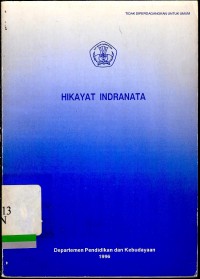 TIDAK DIPERDAGANGKAN UNTUK UMUM
HIKAYAT INDRANATA
13
N
Departemen Pendidikan dan Kebudayaan
1996